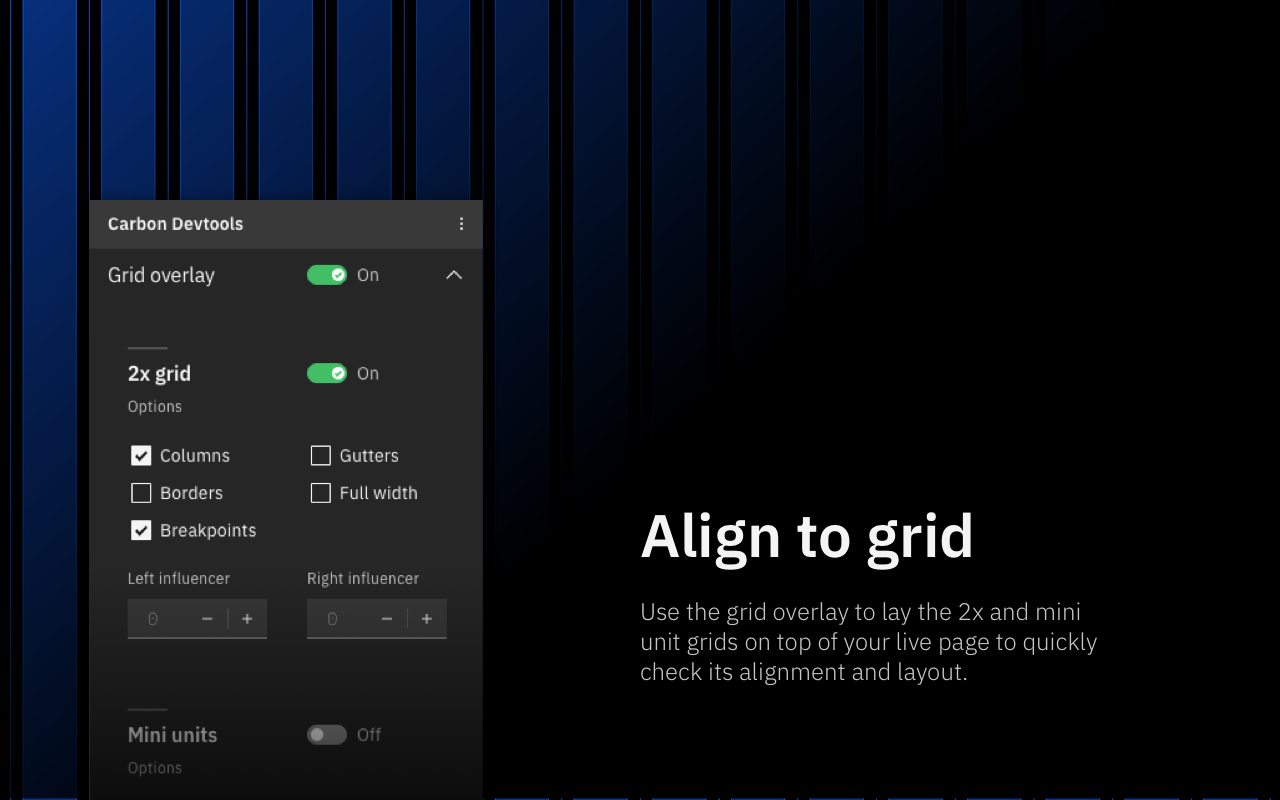 Carbon Devtools
Grid overlay On
2x grid On
Options
Columns Gutters
Borders Full width
Breakpoints
Left influencer Right influencer
0 0
Mini units Off
Options
Align to grid
Use the grid overlay to lay the 2x and mini
unit grids on top of your live page to quickly
check its alignment and layout.